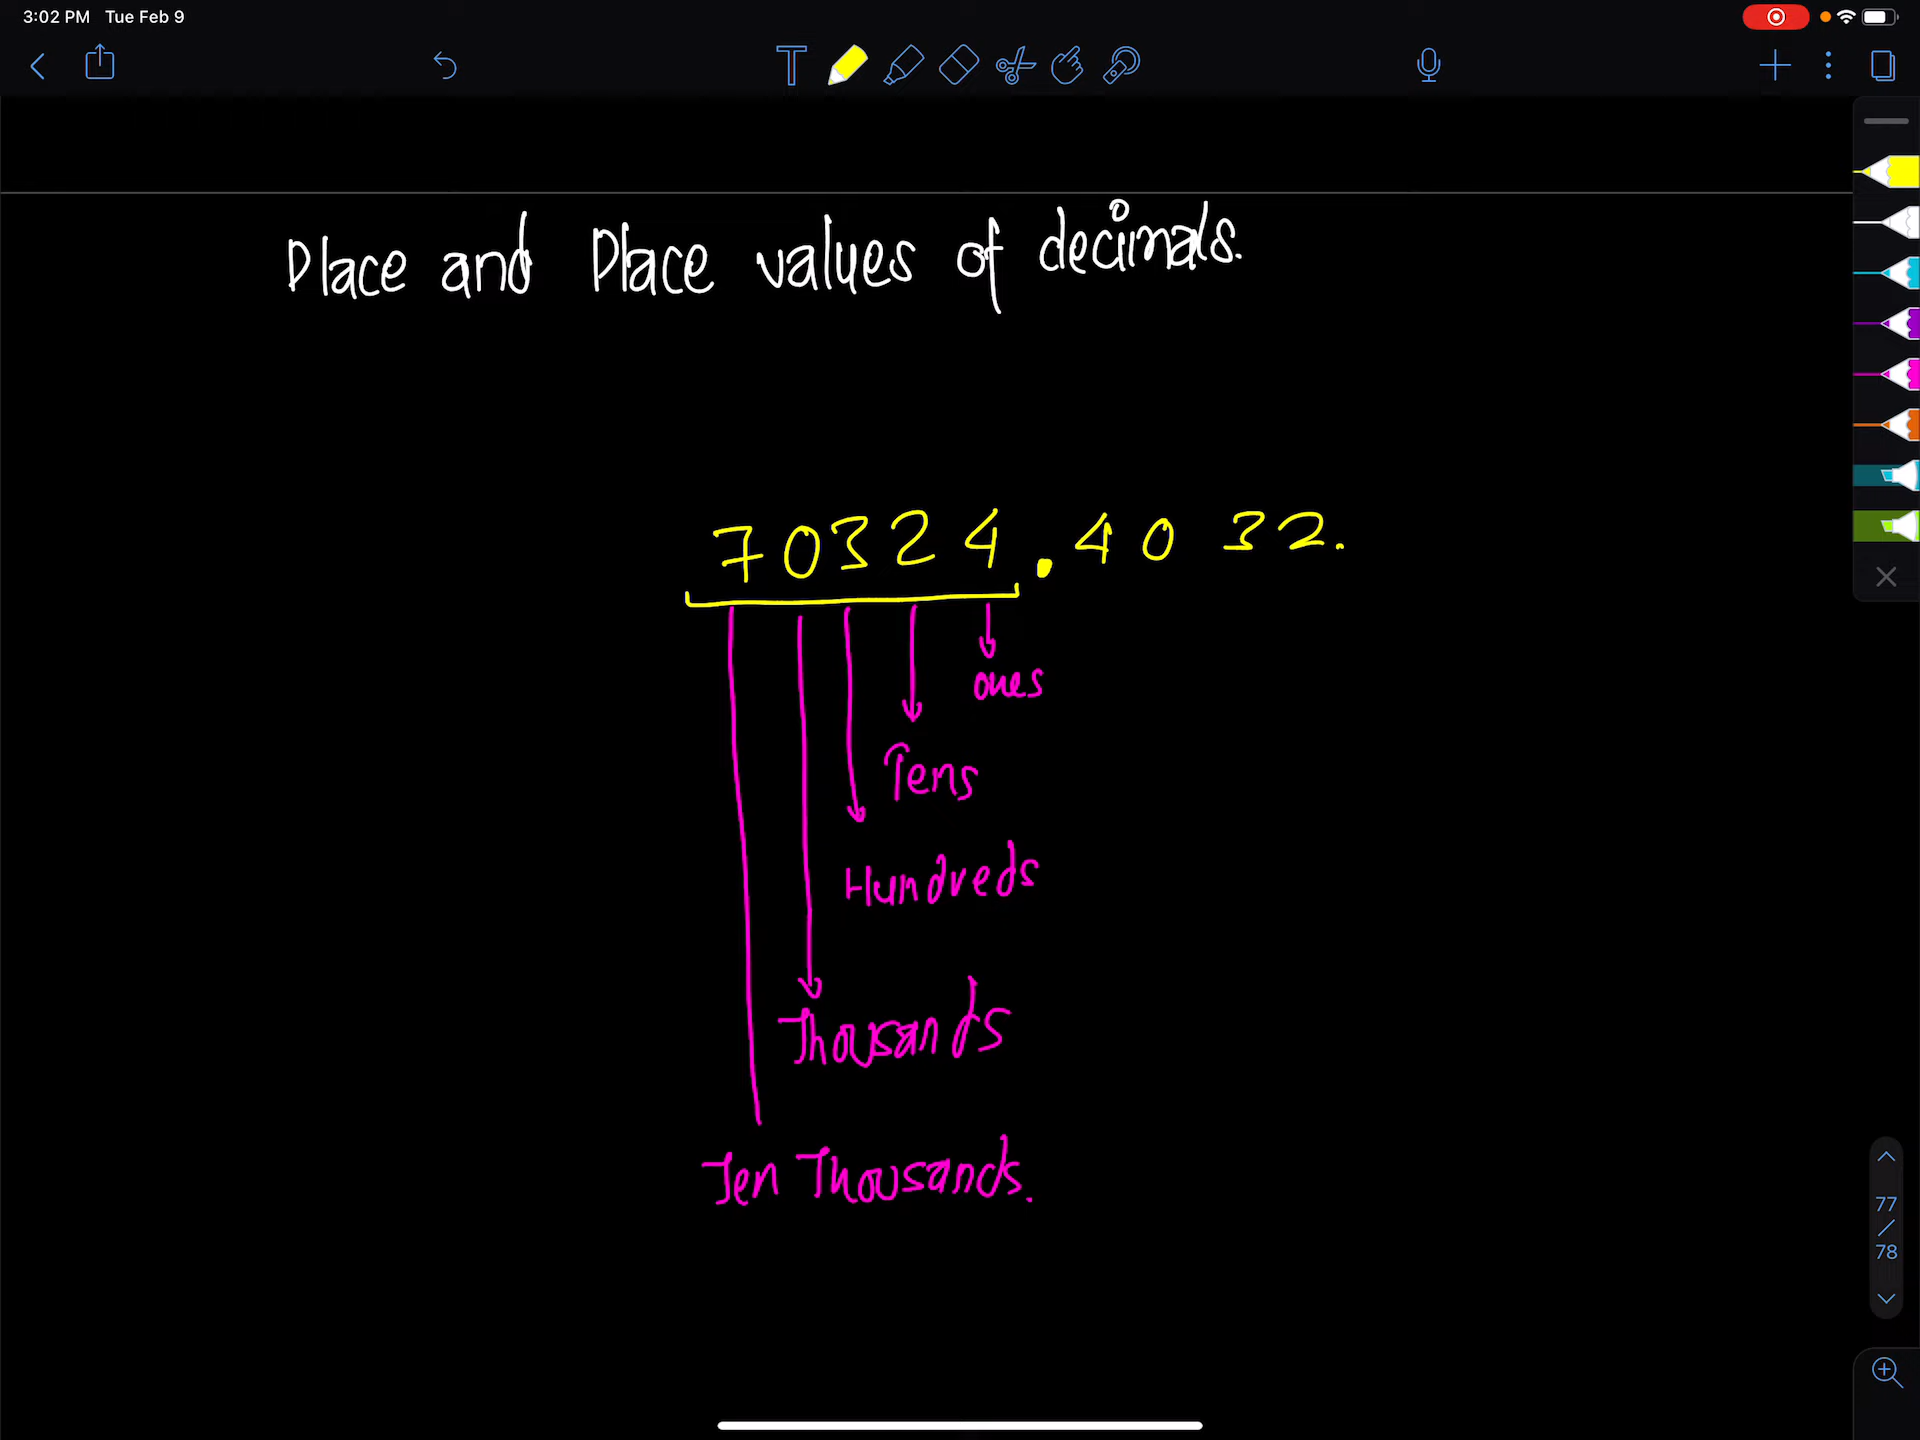 3:02 PM Tue Feb 9
T
Place and Place values of decimals.
70324.4032.
ones
Tens
Hundreds
Thousands
Ten Thousands.
77
/
78